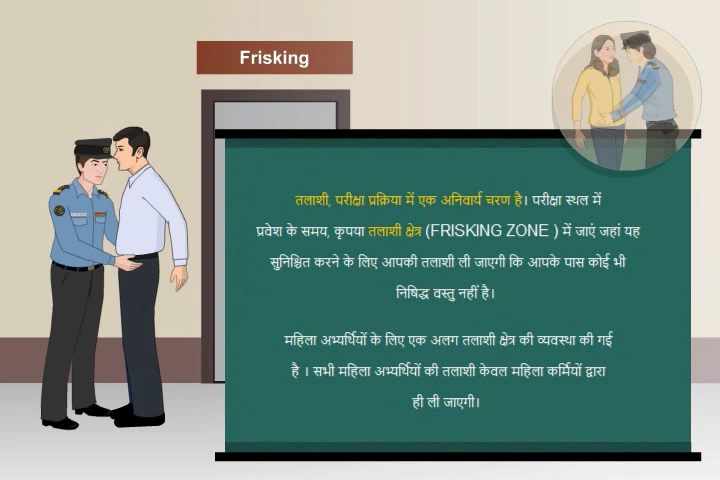 Frisking
तलाशी, परीक्षा प्रक्रिया में एक अनिवार्य चरण है। परीक्षा स्थल में
प्रवेश के समय, कृपया तलाशी क्षेत्र (FRISKING ZONE ) में जाएं जहां यह
सुनिश्चित करने के लिए आपकी तलाशी ली जाएगी कि आपके पास कोई भी
निषिद्ध वस्तु नहीं है।
महिला अभ्यर्थियों के लिए एक अलग तलाशी क्षेत्र की व्यवस्था की गई
है । सभी महिला अभ्यर्थियों की तलाशी केवल महिला कर्मियों द्वारा
ही ली जाएगी।